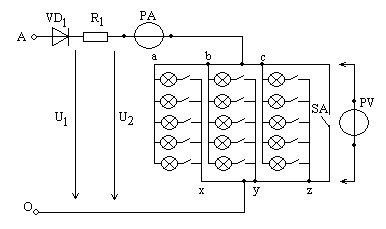 VD1 R1 PA
A
a b c
U1 U2 SA PV
x y z
O